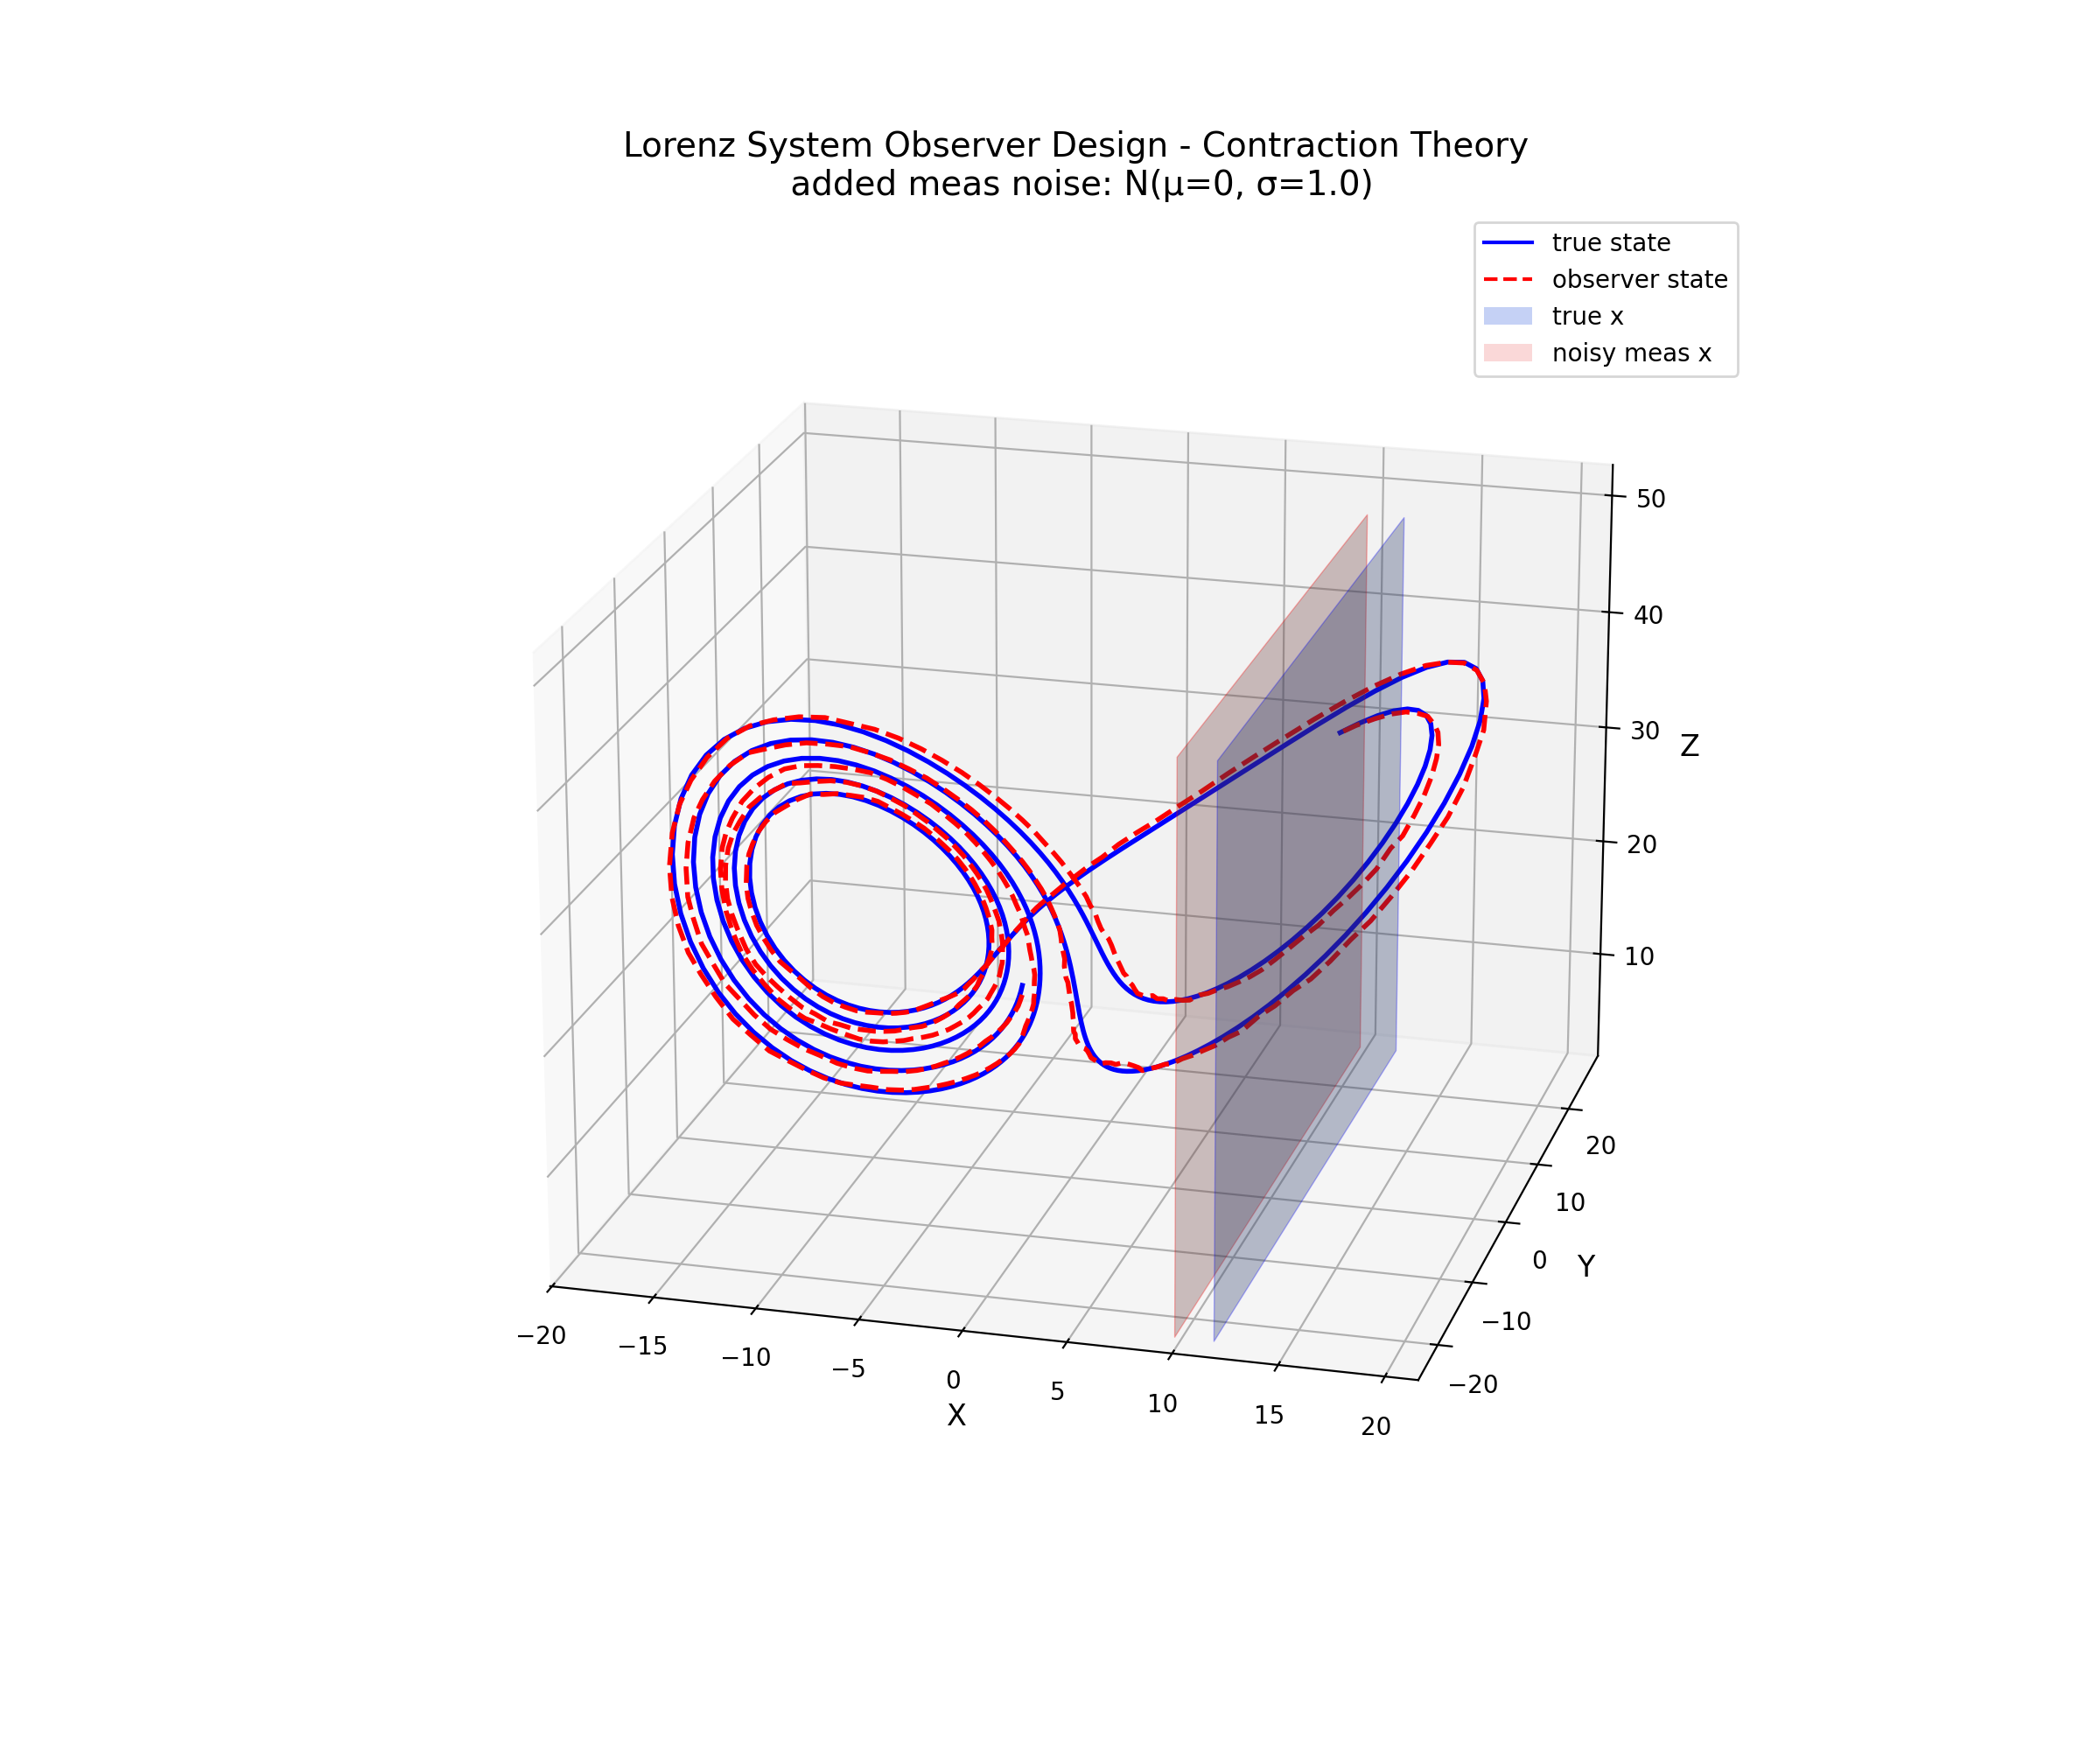 Lorenz System Observer Design - Contraction Theory
added meas noise: N(μ=0, σ=1.0)
true state
observer state
true x
noisy meas x
50
40
30
Z
20
10
20
10
0
Y
−10
−20
−20
−15
−10
−5
0
5
10
15
20
X